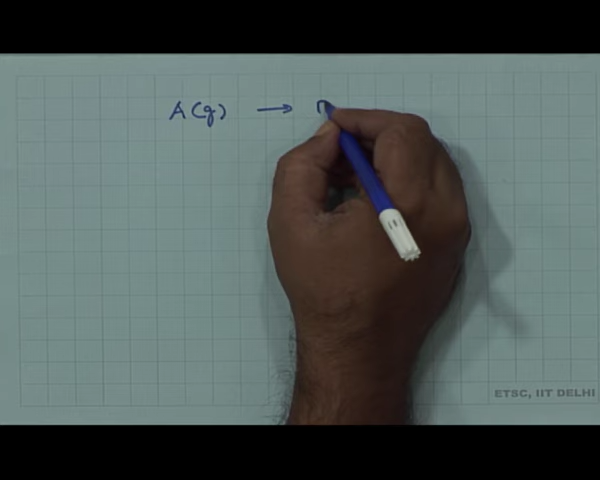 A(g) →
ETSC, IIT DELHI